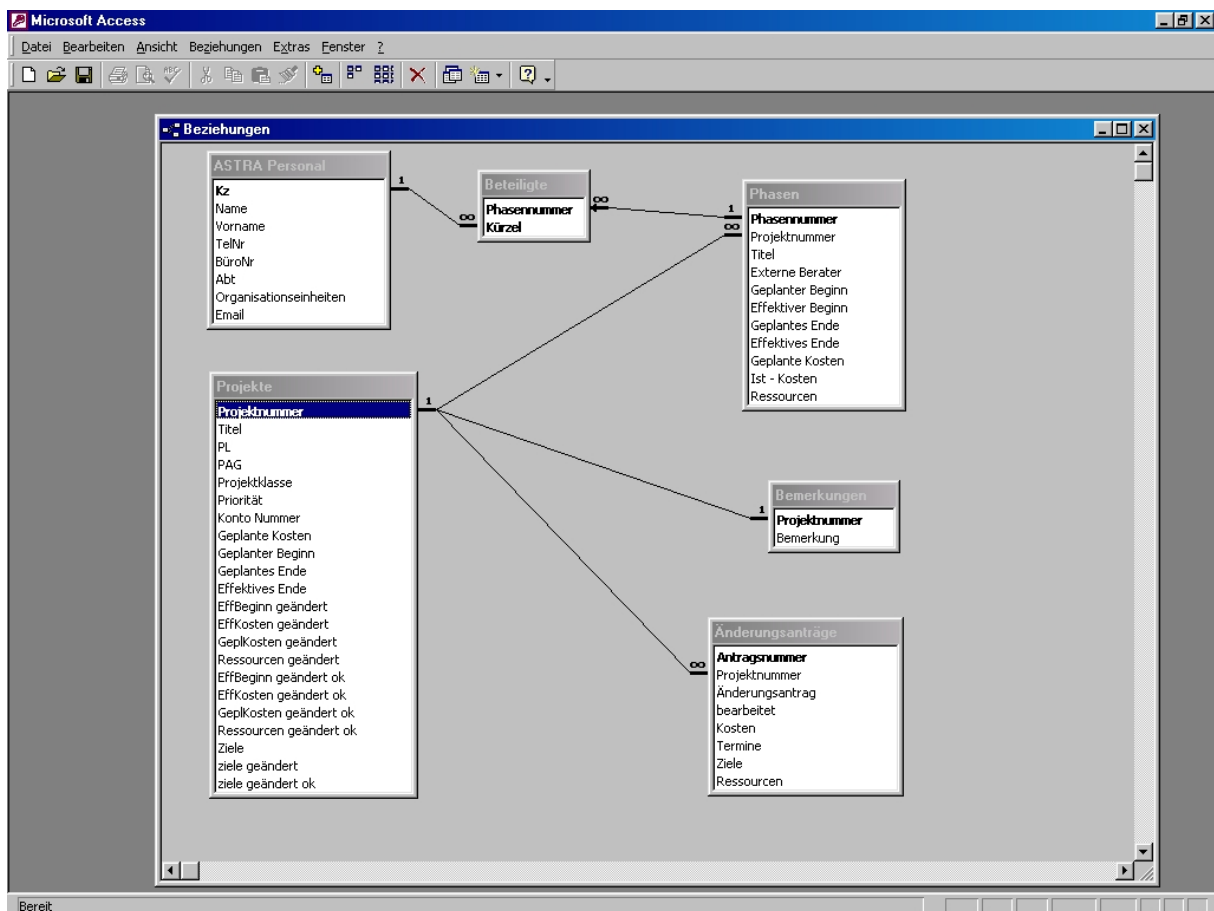 Microsoft Access
Datei Bearbeiten Ansicht Beziehungen Extras Fenster ?
Beziehungen
ASTRA Personal
Kz
Name
Vorname
TelNr
BüroNr
Abt
Organisationseinheiten
Email
1
∞
Beteiligte
Phasennummer
Kürzel
∞
1
∞
Phasen
Phasennummer
Projektnummer
Titel
Externe Berater
Geplanter Beginn
Effektiver Beginn
Geplantes Ende
Effektives Ende
Geplante Kosten
Ist - Kosten
Ressourcen
Projekte
Projektnummer
Titel
PL
PAG
Projektklasse
Priorität
Konto Nummer
Geplante Kosten
Geplanter Beginn
Geplantes Ende
Effektives Ende
EffBeginn geändert
EffKosten geändert
GeplKosten geändert
Ressourcen geändert
EffBeginn geändert ok
EffKosten geändert ok
GeplKosten geändert ok
Ressourcen geändert ok
Ziele
ziele geändert
ziele geändert ok
1
1
Bemerkungen
Projektnummer
Bemerkung
∞
Änderungsanträge
Antragsnummer
Projektnummer
Änderungsantrag
bearbeitet
Kosten
Termine
Ziele
Ressourcen
Bereit